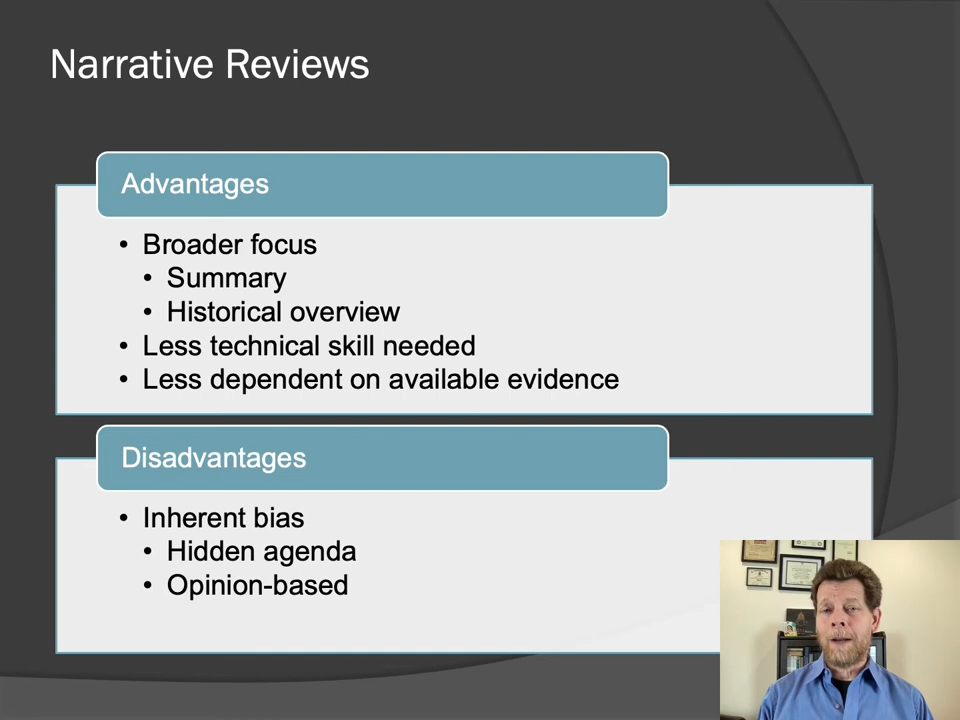 Narrative Reviews
Advantages
• Broader focus
• Summary
• Historical overview
• Less technical skill needed
• Less dependent on available evidence
Disadvantages
• Inherent bias
• Hidden agenda
• Opinion-based